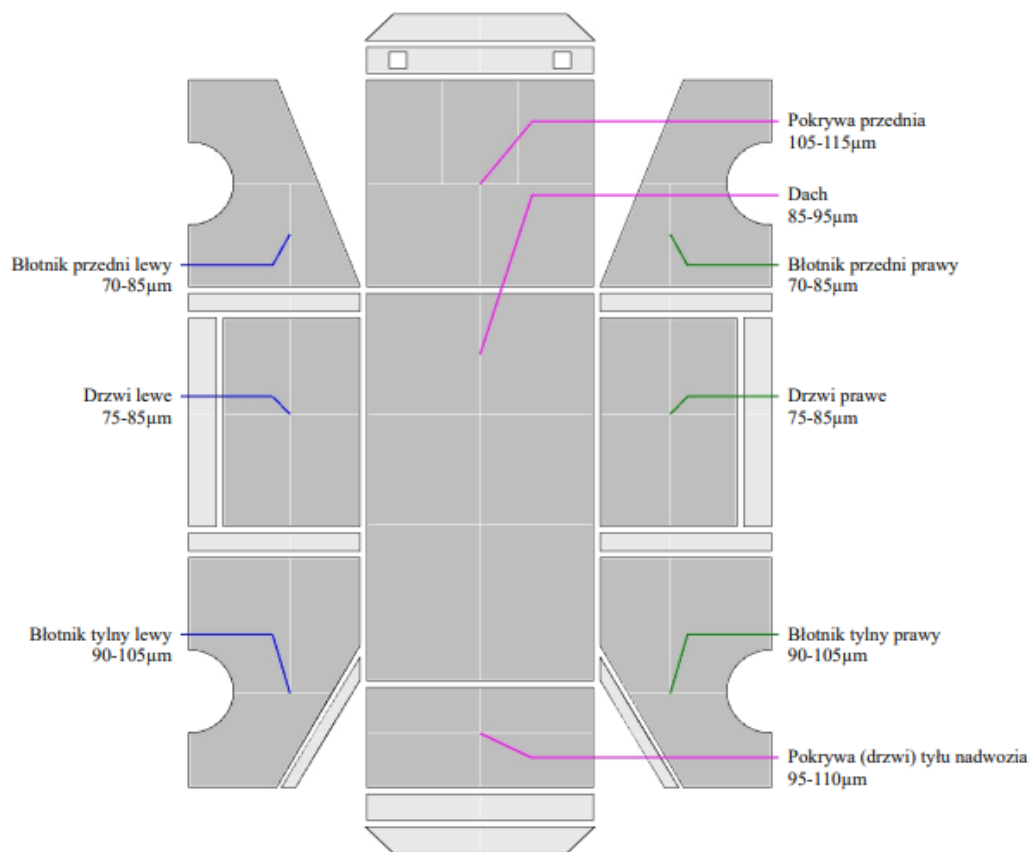 Pokrywa przednia
105-115µm
Dach
85-95µm
Błotnik przedni lewy
70-85µm
Błotnik przedni prawy
70-85µm
Drzwi lewe
75-85µm
Drzwi prawe
75-85µm
Błotnik tylny lewy
90-105µm
Błotnik tylny prawy
90-105µm
Pokrywa (drzwi) tyłu nadwozia
95-110µm